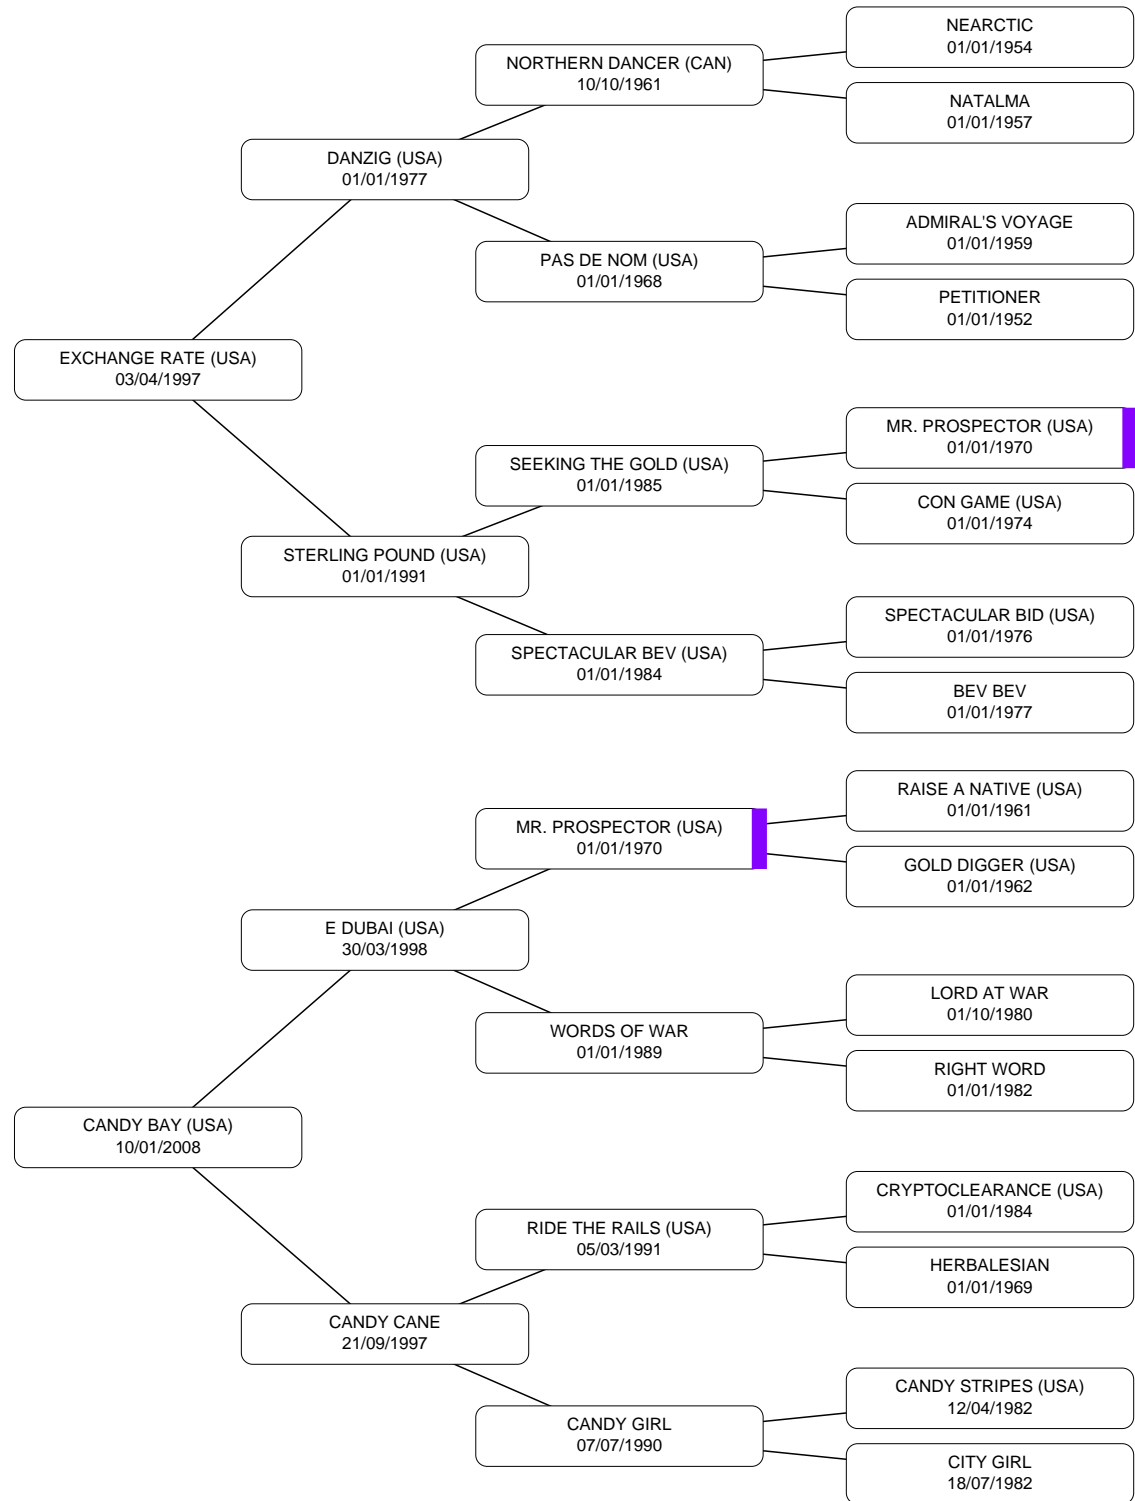 NEARCTIC
01/01/1954
NORTHERN DANCER (CAN)
10/10/1961
NATALMA
01/01/1957
DANZIG (USA)
01/01/1977
ADMIRAL'S VOYAGE
01/01/1959
PAS DE NOM (USA)
01/01/1968
PETITIONER
01/01/1952
EXCHANGE RATE (USA)
03/04/1997
MR. PROSPECTOR (USA)
01/01/1970
SEEKING THE GOLD (USA)
01/01/1985
CON GAME (USA)
01/01/1974
STERLING POUND (USA)
01/01/1991
SPECTACULAR BID (USA)
01/01/1976
SPECTACULAR BEV (USA)
01/01/1984
BEV BEV
01/01/1977
RAISE A NATIVE (USA)
01/01/1961
MR. PROSPECTOR (USA)
01/01/1970
GOLD DIGGER (USA)
01/01/1962
E DUBAI (USA)
30/03/1998
LORD AT WAR
01/10/1980
WORDS OF WAR
01/01/1989
RIGHT WORD
01/01/1982
CANDY BAY (USA)
10/01/2008
CRYPTOCLEARANCE (USA)
01/01/1984
RIDE THE RAILS (USA)
05/03/1991
HERBALESIAN
01/01/1969
CANDY CANE
21/09/1997
CANDY STRIPES (USA)
12/04/1982
CANDY GIRL
07/07/1990
CITY GIRL
18/07/1982